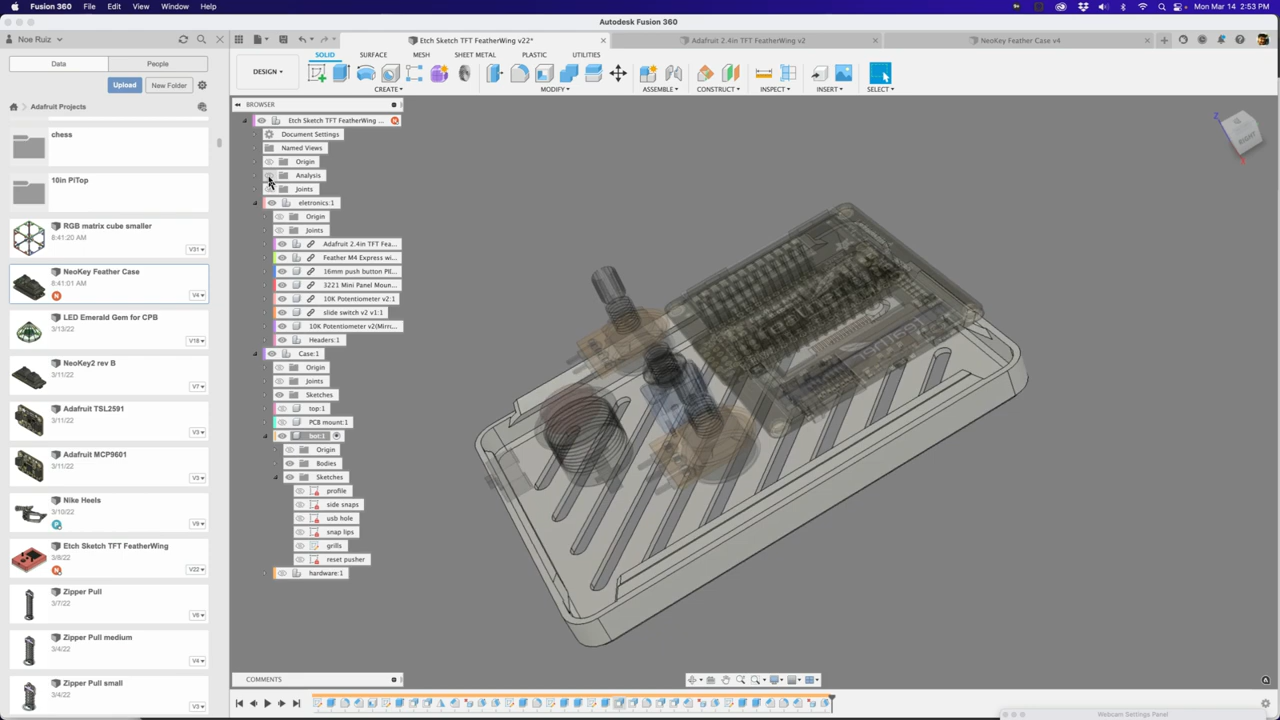 Fusion 360 File Edit View Window Help Mon Mar 14 2:53 PM
Autodesk Fusion 360
Noe Ruiz
Etch Sketch TFT FeatherWing v22*
Adafruit 2.4in TFT FeatherWing v2
NeoKey Feather Case v4
Data People
Upload New Folder
Adafruit Projects
chess
10in PiTop
RGB matrix cube smaller
8:41:20 AM
V31
NeoKey Feather Case
8:41:01 AM
V4
LED Emerald Gem for CPB
3/13/22
V18
NeoKey2 rev B
3/11/22
V7
Adafruit TSL2591
3/11/22
V3
Adafruit MCP9601
3/11/22
V3
Nike Heels
3/10/22
V9
Etch Sketch TFT FeatherWing
3/8/22
V22
Zipper Pull
3/7/22
V6
Zipper Pull medium
3/4/22
V4
Zipper Pull small
3/4/22
V3
SOLID SURFACE MESH SHEET METAL PLASTIC UTILITIES
DESIGN
CREATE MODIFY ASSEMBLE CONSTRUCT INSPECT INSERT SELECT
BROWSER
Etch Sketch TFT FeatherWing ...
Document Settings
Named Views
Origin
Analysis
Joints
eletronics:1
Origin
Joints
Adafruit 2.4in TFT Fea...
Feather M4 Express wi...
16mm push button PI(...
3221 Mini Panel Moun...
10K Potentiometer v2:1
slide switch v2 v1:1
10K Potentiometer v2(Mirr...
Headers:1
Case:1
Origin
Joints
Sketches
top:1
PCB mount:1
bot:1
Origin
Bodies
Sketches
profile
side snaps
usb hole
snap lips
grills
reset pusher
hardware:1
RIGHT
Z
COMMENTS
Webcam Settings Panel